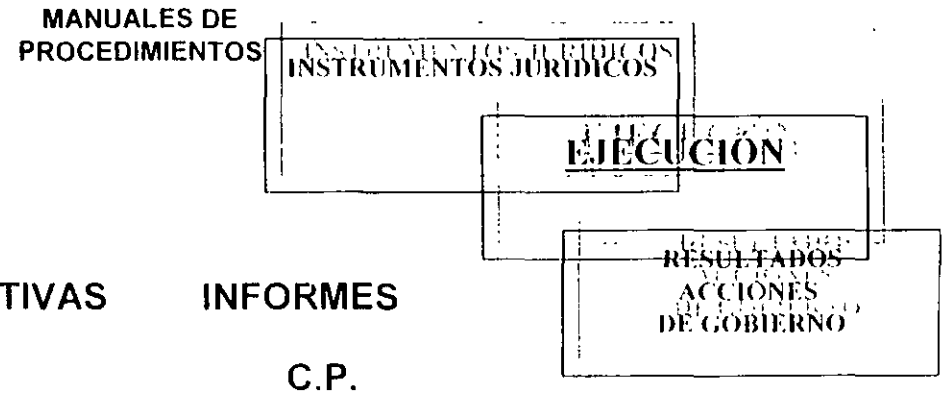 MANUALES DE
PROCEDIMIENTOS
INSTRUMENTOS JURIDICOS
EJECUCIÓN
RESULTADOS
ACCIONES
DE GOBIERNO
TIVAS INFORMES
C.P.